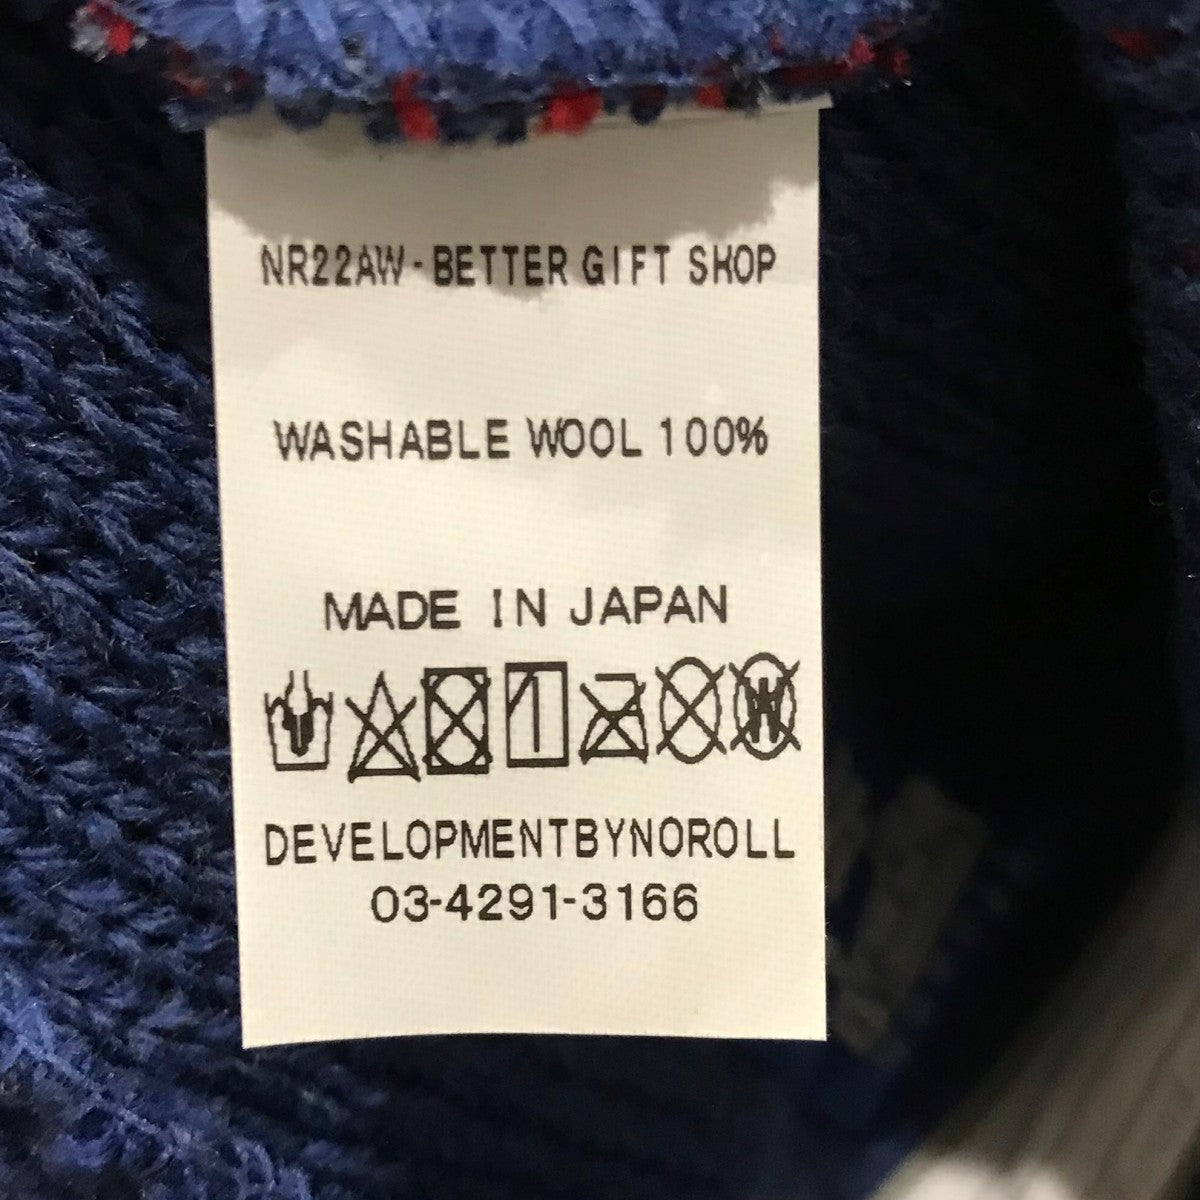 NR22AW-BETTER GIFT SHOP
WASHABLE WOOL 100%
MADE IN JAPAN
DEVELOPMENTBYNOROLL
03-4291-3166